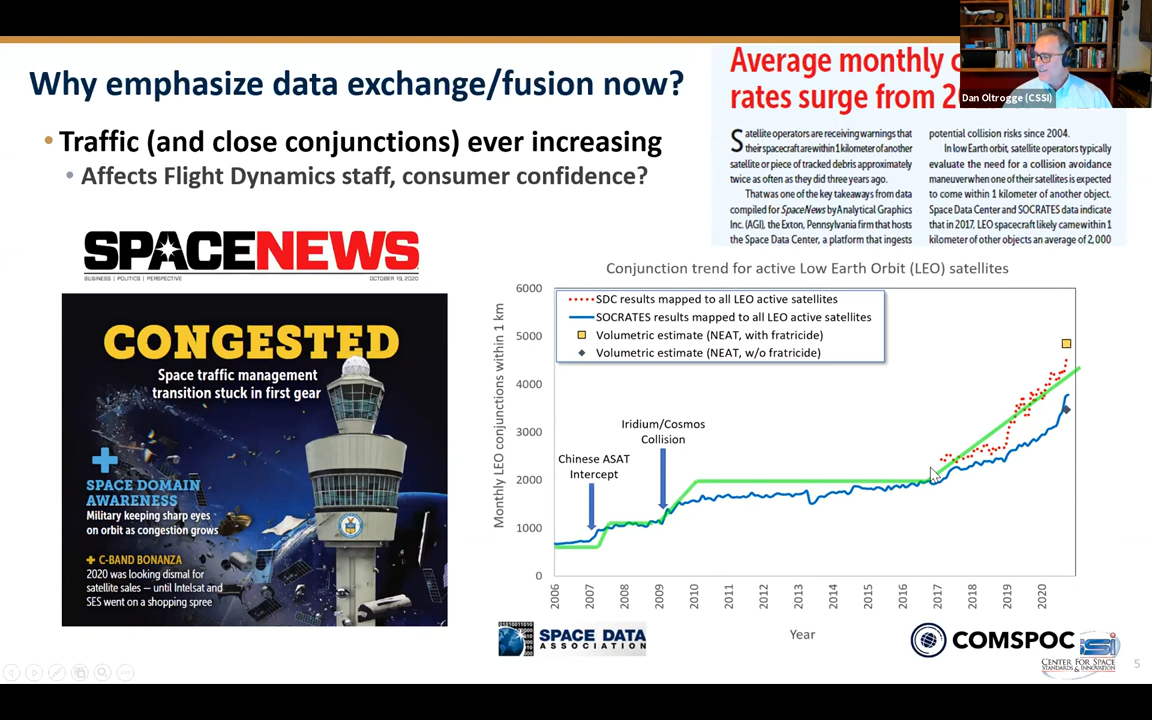 Why emphasize data exchange/fusion now?
• Traffic (and close conjunctions) ever increasing
• Affects Flight Dynamics staff, consumer confidence?
Average monthly
rates surge from 2
Satellite operators are receiving warnings that
their spacecraft are within 1 kilometer of another
satellite or piece of tracked debris approximately
twice as often as they did three years ago.
That was one of the key takeaways from data
compiled for SpaceNews by Analytical Graphics
Inc. (AGI), the Exton, Pennsylvania firm that hosts
the Space Data Center, a platform that ingests
potential collision risks since 2004.
In low Earth orbit, satellite operators typically
evaluate the need for a collision avoidance
maneuver when one of their satellites is expected
to come within 1 kilometer of another object.
Space Data Center and SOCRATES data indicate
that in 2017, LEO spacecraft likely came within 1
kilometer of other objects an average of 2,000
Dan Oltrogge (CSSI)
SPACENEWS
BUSINESS | POLITICS | PERSPECTIVE
OCTOBER 19, 2020
CONGESTED
Space traffic management
transition stuck in first gear
+
SPACE DOMAIN
AWARENESS
Military keeping sharp eyes
on orbit as congestion grows
+ C-BAND BONANZA
2020 was looking dismal for
satellite sales — until Intelsat and
SES went on a shopping spree
Conjunction trend for active Low Earth Orbit (LEO) satellites
Monthly LEO conjunctions within 1 km
6000
5000
4000
3000
2000
1000
0
SDC results mapped to all LEO active satellites
SOCRATES results mapped to all LEO active satellites
Volumetric estimate (NEAT, with fratricide)
Volumetric estimate (NEAT, w/o fratricide)
Chinese ASAT
Intercept
Iridium/Cosmos
Collision
2006
2007
2008
2009
2010
2011
2012
2013
2014
2015
2016
2017
2018
2019
2020
Year
SPACE DATA
ASSOCIATION
COMSPOC
CSSI
CENTER FOR SPACE
STANDARDS & INNOVATION
5